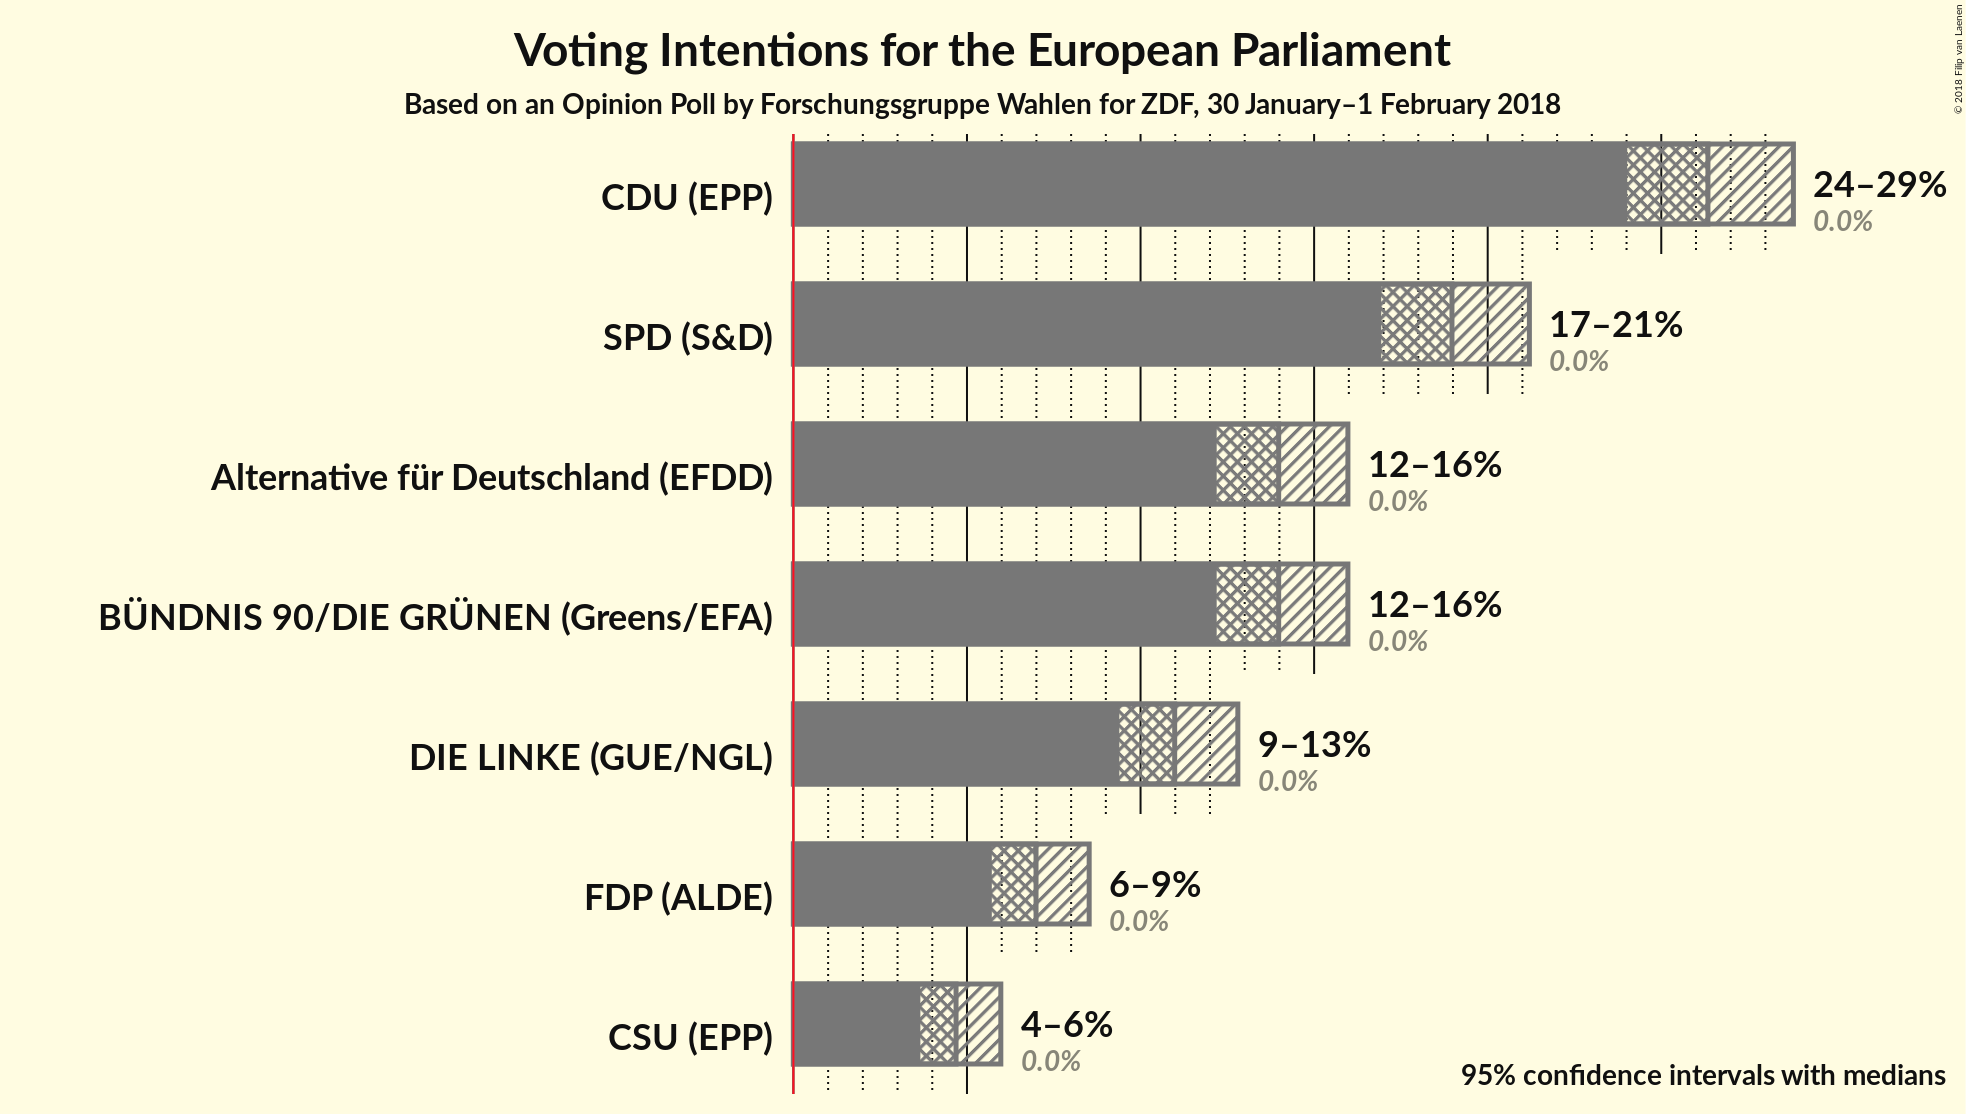 Voting Intentions for the European Parliament
Based on an Opinion Poll by Forschungsgruppe Wahlen for ZDF, 30 January–1 February 2018
© 2018 Filip van Laenen
CDU (EPP)
24–29%
0.0%
SPD (S&D)
17–21%
0.0%
Alternative für Deutschland (EFDD)
12–16%
0.0%
BÜNDNIS 90/DIE GRÜNEN (Greens/EFA)
12–16%
0.0%
DIE LINKE (GUE/NGL)
9–13%
0.0%
FDP (ALDE)
6–9%
0.0%
CSU (EPP)
4–6%
0.0%
95% confidence intervals with medians